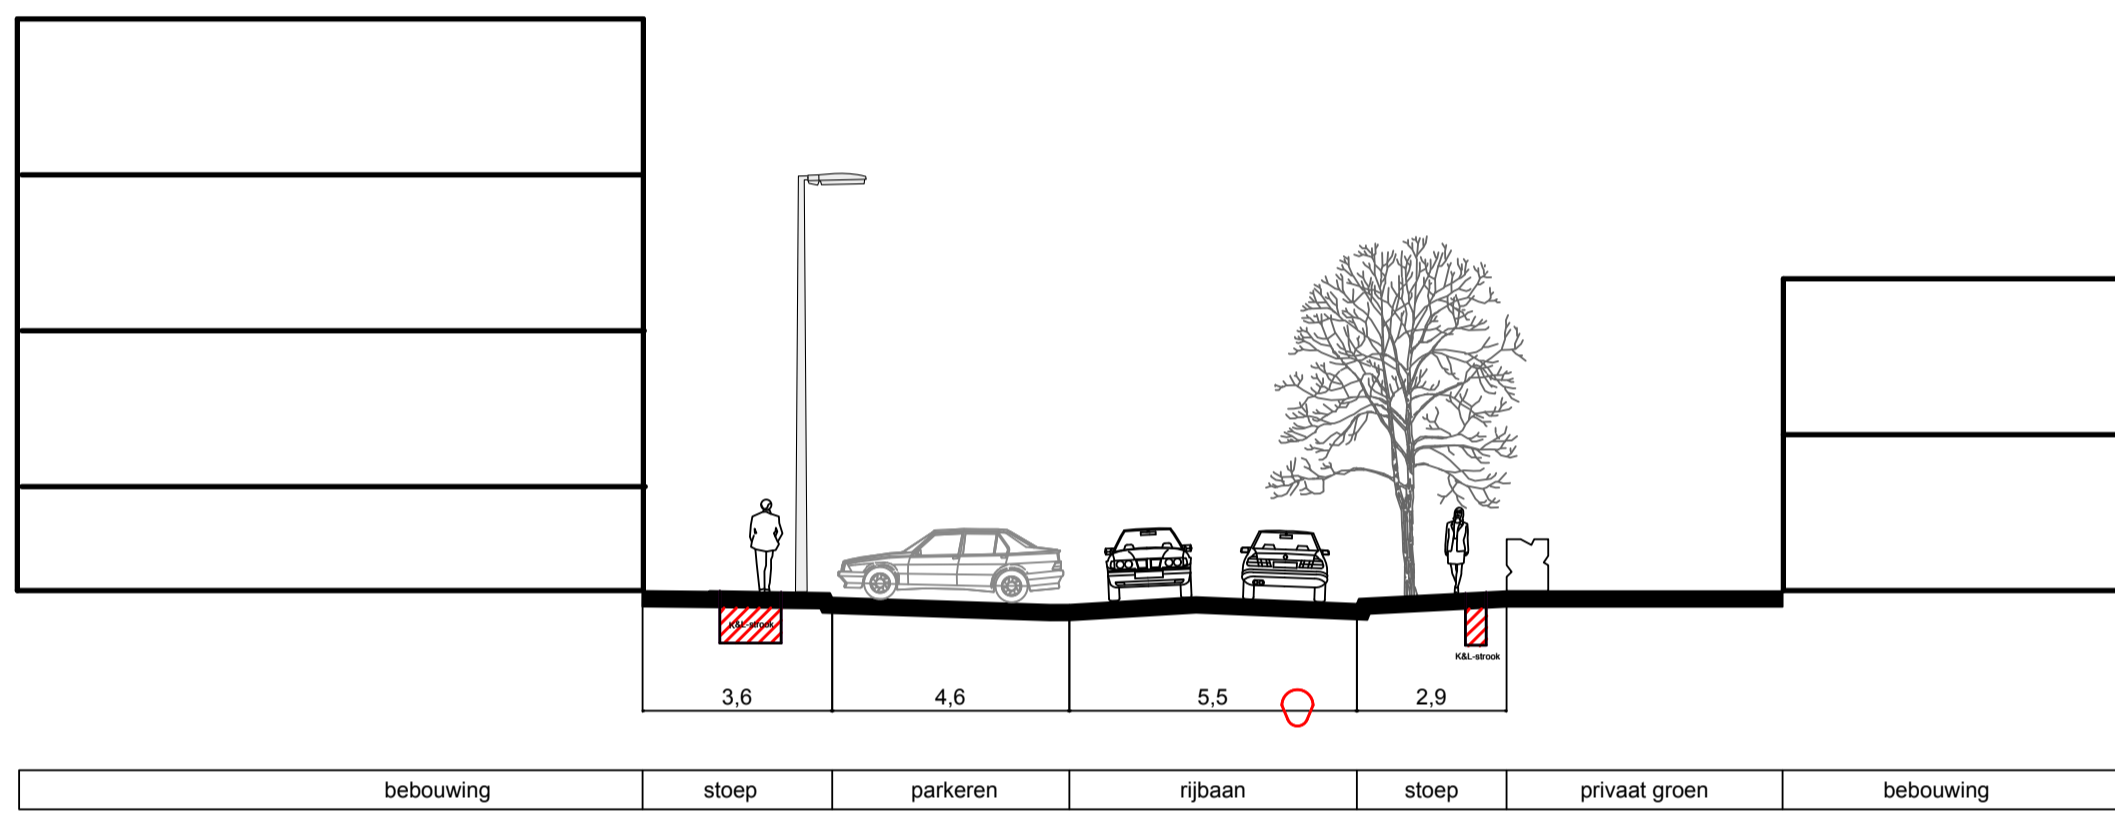 K&L-strook
K&L-strook
3,6 4,6 5,5 2,9
bebouwing stoep parkeren rijbaan stoep privaat groen bebouwing